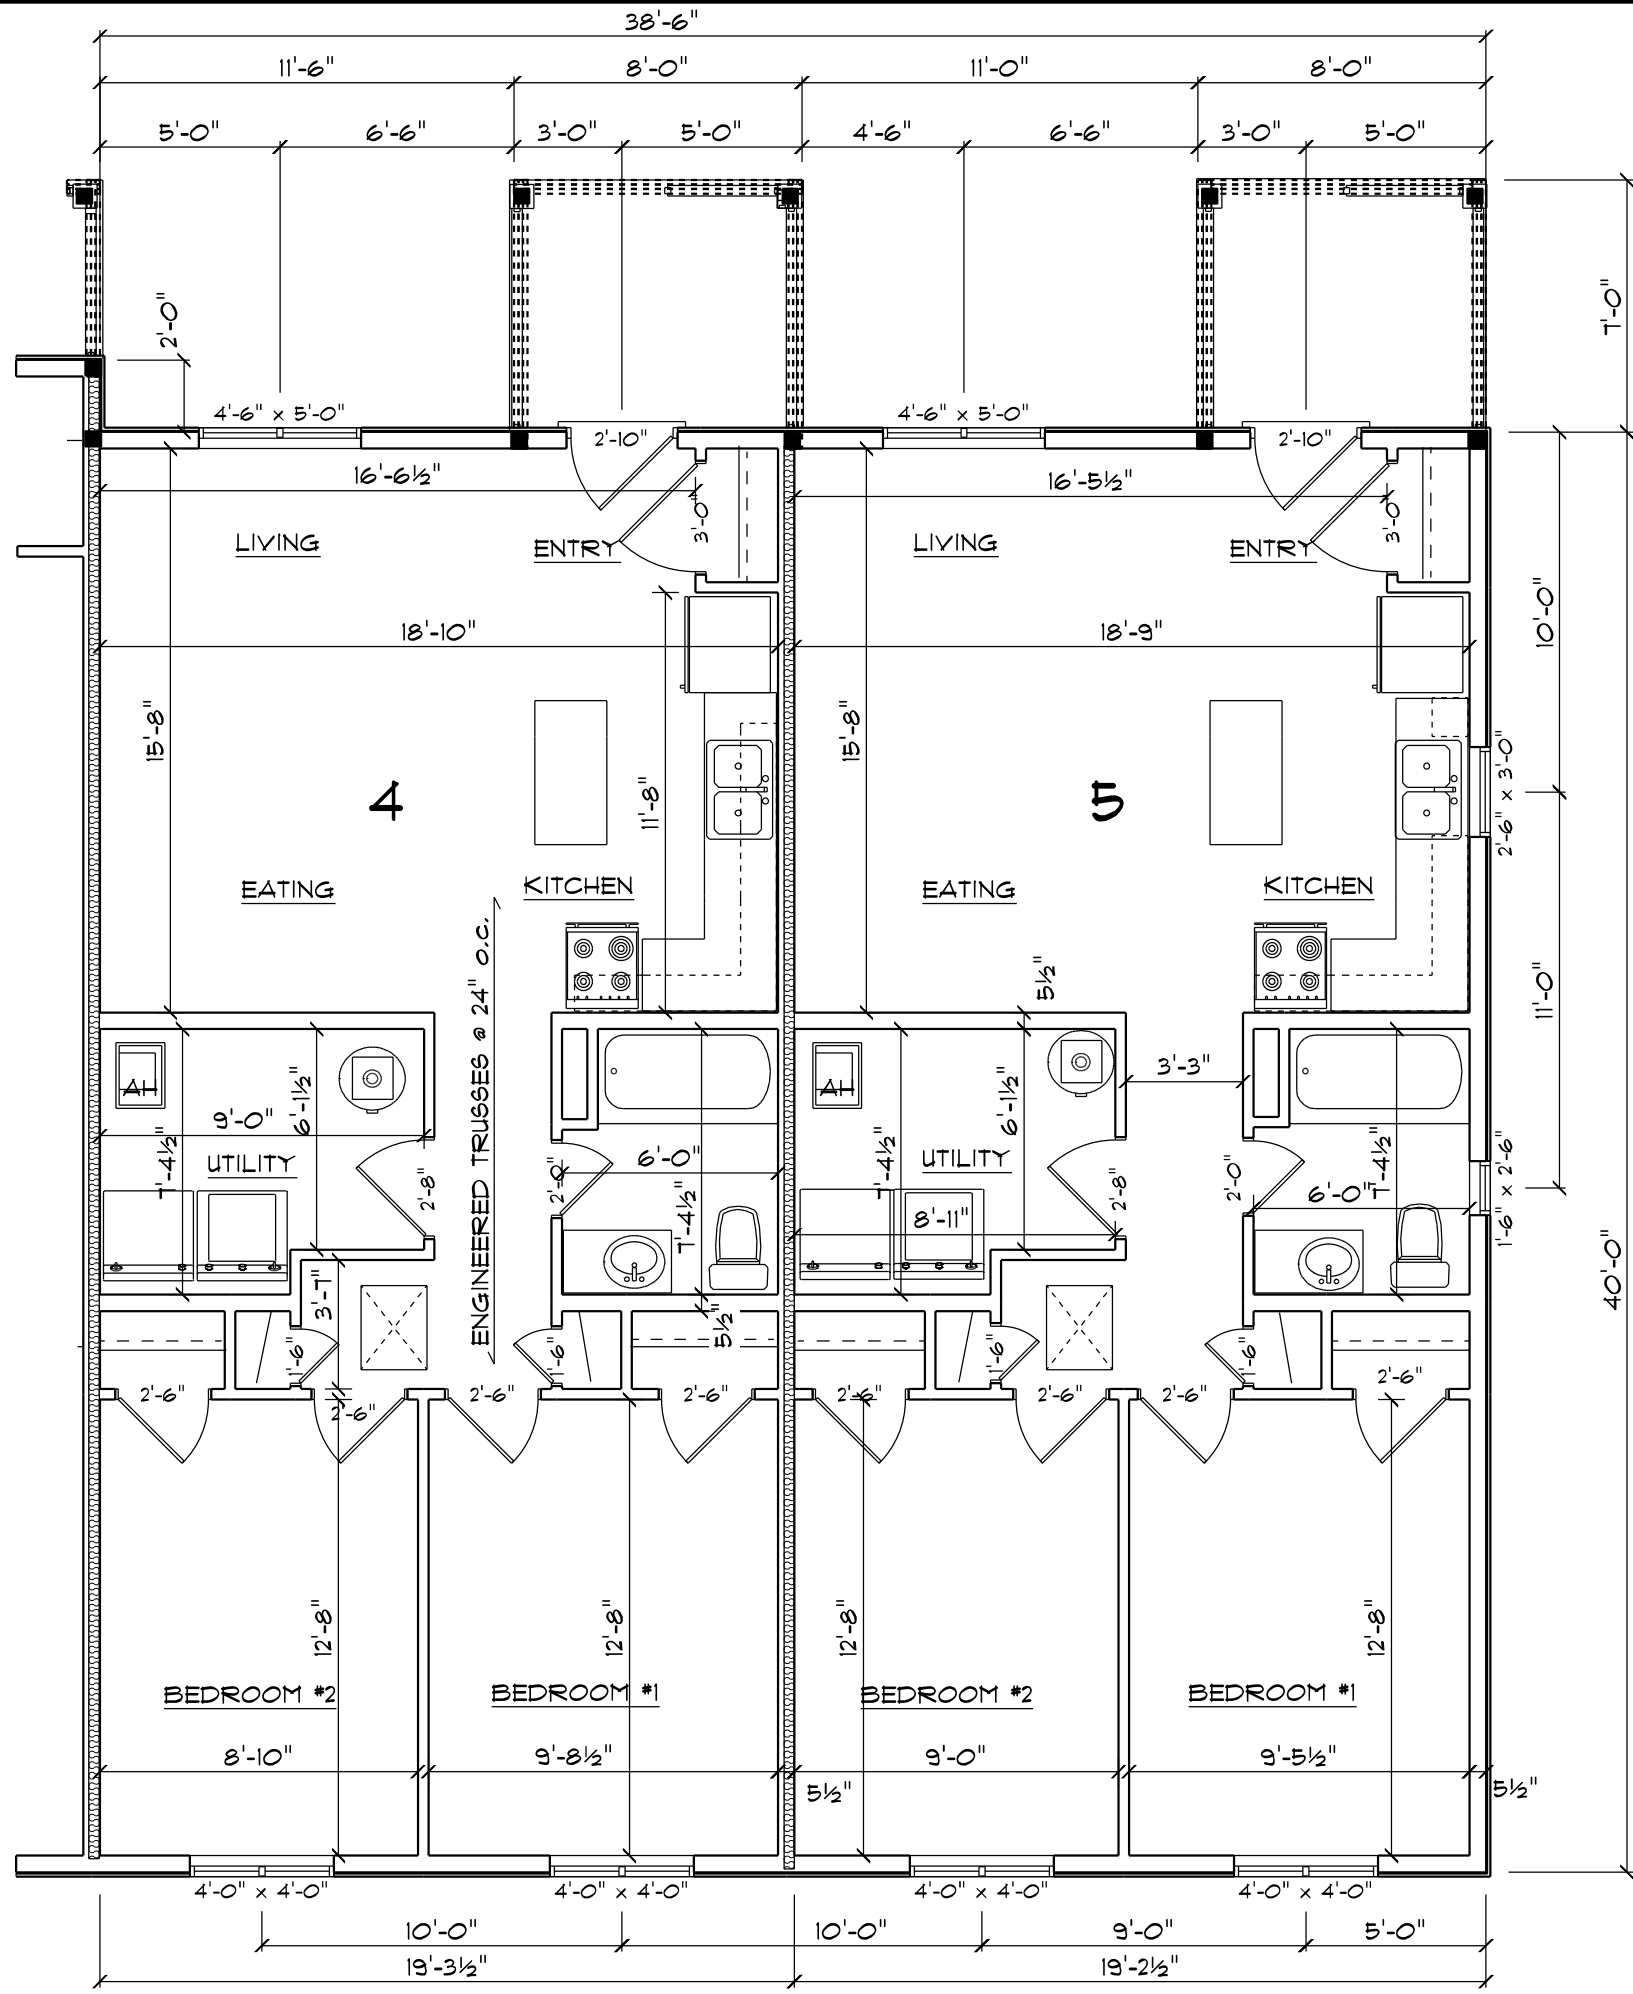 38'-6"
11'-6" 8'-0" 11'-0" 8'-0"
5'-0" 6'-6" 3'-0" 5'-0" 4'-6" 6'-6" 3'-0" 5'-0"
2'-0"
7'-0"
4'-6" x 5'-0" 2'-10" 4'-6" x 5'-0" 2'-10"
16'-6½" 16'-5½"
3'-0" 3'-0"
LIVING ENTRY LIVING ENTRY
10'-0"
18'-10" 18'-9"
15'-8" 15'-8"
2'-6" x 3'-0"
4 11'-8" 5
EATING KITCHEN EATING KITCHEN
ENGINEERED TRUSSES @ 24" O.C.
5½"
11'-0"
3'-3"
AH AH
9'-0" 6'-1½" 6'-1½"
7'-4½" 7'-4½" 7'-4½" 7'-4½"
UTILITY 6'-0" UTILITY 6'-0"
2'-8" 2'-0" 2'-8" 2'-0"
1'-6" x 2'-6"
8'-11"
40'-0"
3'-7"
5½"
1'-6" 1'-6" 1'-6" 1'-6"
2'-6" 2'-6" 2'-6" 2'-6" 2'-6" 2'-6" 2'-6" 2'-6"
12'-8" 12'-8" 12'-8" 12'-8"
BEDROOM #2 BEDROOM #1 BEDROOM #2 BEDROOM #1
8'-10" 9'-8½" 9'-0" 9'-5½"
5½" 5½"
4'-0" x 4'-0" 4'-0" x 4'-0" 4'-0" x 4'-0" 4'-0" x 4'-0"
10'-0" 10'-0" 9'-0" 5'-0"
19'-3½" 19'-2½"